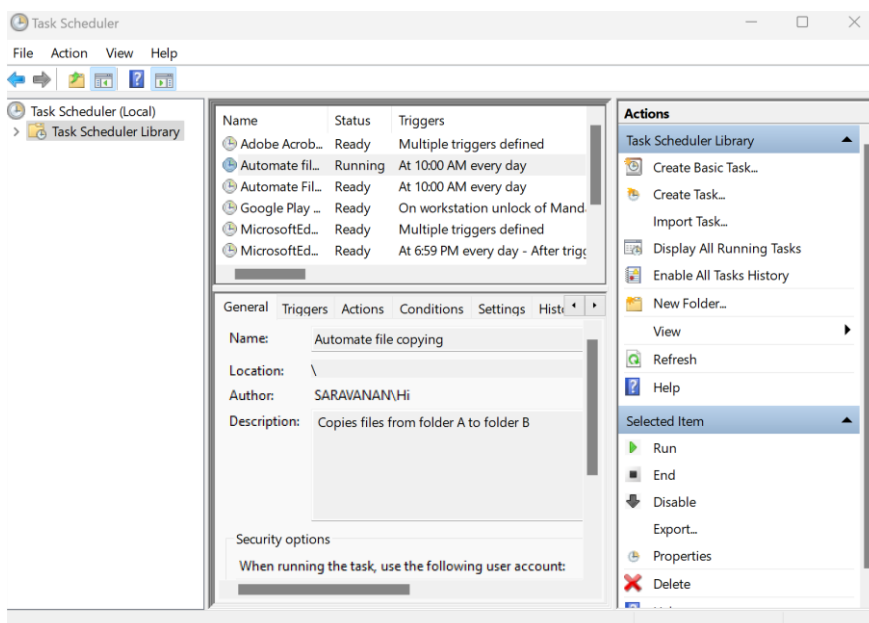 Task Scheduler
File Action View Help
Task Scheduler (Local)
Task Scheduler Library
Name Status Triggers
Adobe Acrob... Ready Multiple triggers defined
Automate fil... Running At 10:00 AM every day
Automate Fil... Ready At 10:00 AM every day
Google Play ... Ready On workstation unlock of Mand
MicrosoftEd... Ready Multiple triggers defined
MicrosoftEd... Ready At 6:59 PM every day - After trigg
General Triggers Actions Conditions Settings Histo
Name: Automate file copying
Location: \
Author: SARAVANAN\Hi
Description: Copies files from folder A to folder B
Security options
When running the task, use the following user account:
Actions
Task Scheduler Library
Create Basic Task...
Create Task...
Import Task...
Display All Running Tasks
Enable All Tasks History
New Folder...
View
Refresh
Help
Selected Item
Run
End
Disable
Export...
Properties
Delete